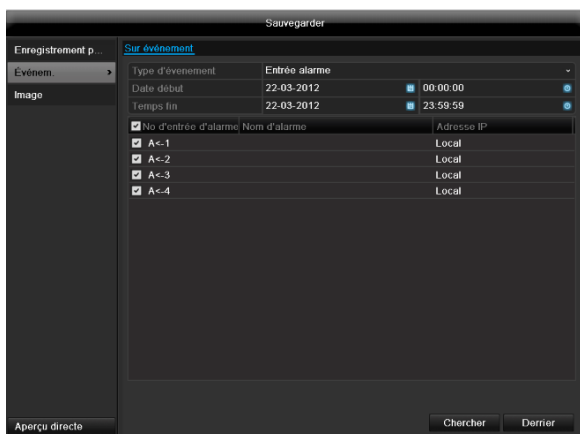 Sauvegarder
Enregistrement p...
Événem.
Image
Sur événement
Type d'évenement Entrée alarme
Date début 22-03-2012 00:00:00
Temps fin 22-03-2012 23:59:59
No d'entrée d'alarme Nom d'alarme Adresse IP
A<-1 Local
A<-2 Local
A<-3 Local
A<-4 Local
Chercher Derrier
Aperçu directe